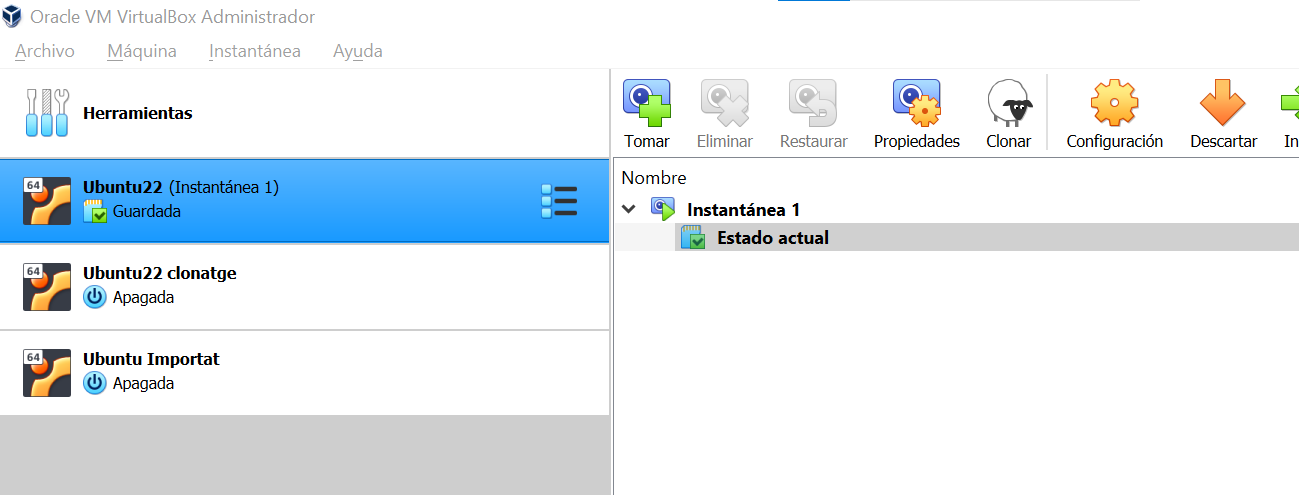 Oracle VM VirtualBox Administrador
Archivo Máquina Instantánea Ayuda
Herramientas
64
Ubuntu22 (Instantánea 1)
Guardada
64
Ubuntu22 clonatge
Apagada
64
Ubuntu Importat
Apagada
Tomar Eliminar Restaurar Propiedades Clonar Configuración Descartar In
Nombre
Instantánea 1
Estado actual